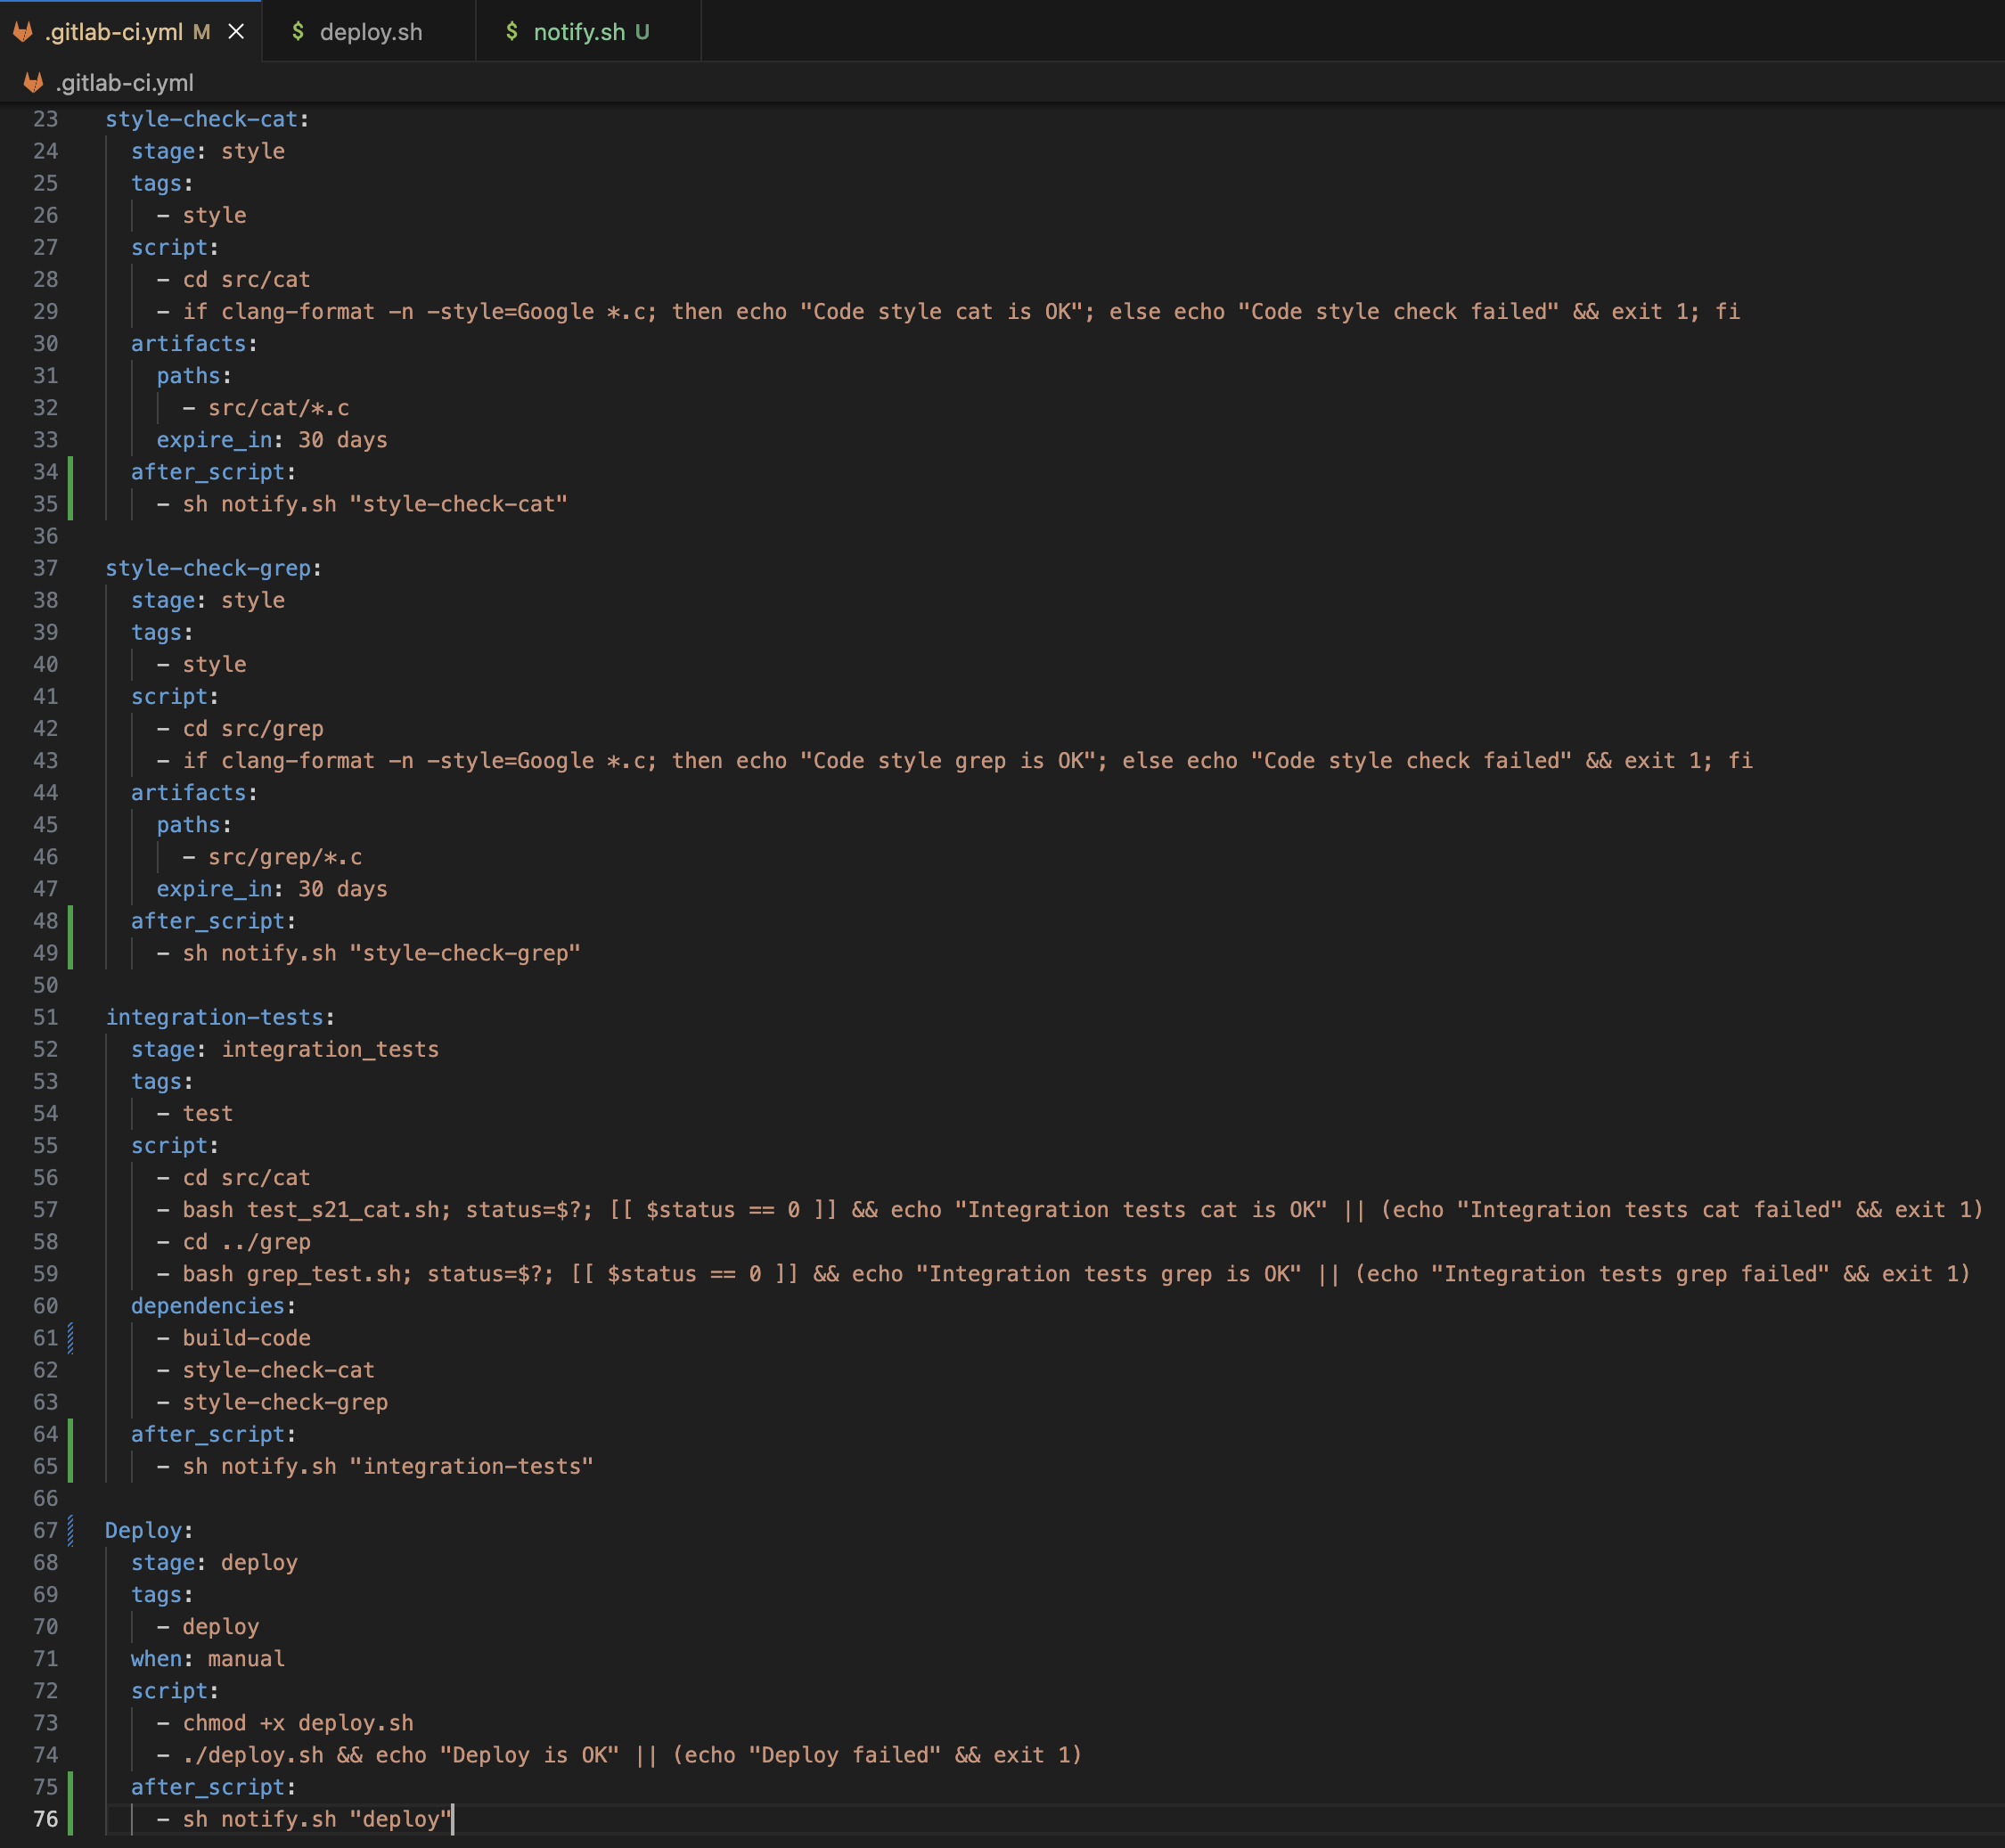 .gitlab-ci.yml M
deploy.sh
notify.sh U
.gitlab-ci.yml
23 style-check-cat:
24 stage: style
25 tags:
26 - style
27 script:
28 - cd src/cat
29 - if clang-format -n -style=Google *.c; then echo "Code style cat is OK"; else echo "Code style check failed" && exit 1; fi
30 artifacts:
31 paths:
32 - src/cat/*.c
33 expire_in: 30 days
34 after_script:
35 - sh notify.sh "style-check-cat"
36
37 style-check-grep:
38 stage: style
39 tags:
40 - style
41 script:
42 - cd src/grep
43 - if clang-format -n -style=Google *.c; then echo "Code style grep is OK"; else echo "Code style check failed" && exit 1; fi
44 artifacts:
45 paths:
46 - src/grep/*.c
47 expire_in: 30 days
48 after_script:
49 - sh notify.sh "style-check-grep"
50
51 integration-tests:
52 stage: integration_tests
53 tags:
54 - test
55 script:
56 - cd src/cat
57 - bash test_s21_cat.sh; status=$?; [[ $status == 0 ]] && echo "Integration tests cat is OK" || (echo "Integration tests cat failed" && exit 1)
58 - cd ../grep
59 - bash grep_test.sh; status=$?; [[ $status == 0 ]] && echo "Integration tests grep is OK" || (echo "Integration tests grep failed" && exit 1)
60 dependencies:
61 - build-code
62 - style-check-cat
63 - style-check-grep
64 after_script:
65 - sh notify.sh "integration-tests"
66
67 Deploy:
68 stage: deploy
69 tags:
70 - deploy
71 when: manual
72 script:
73 - chmod +x deploy.sh
74 - ./deploy.sh && echo "Deploy is OK" || (echo "Deploy failed" && exit 1)
75 after_script:
76 - sh notify.sh "deploy"